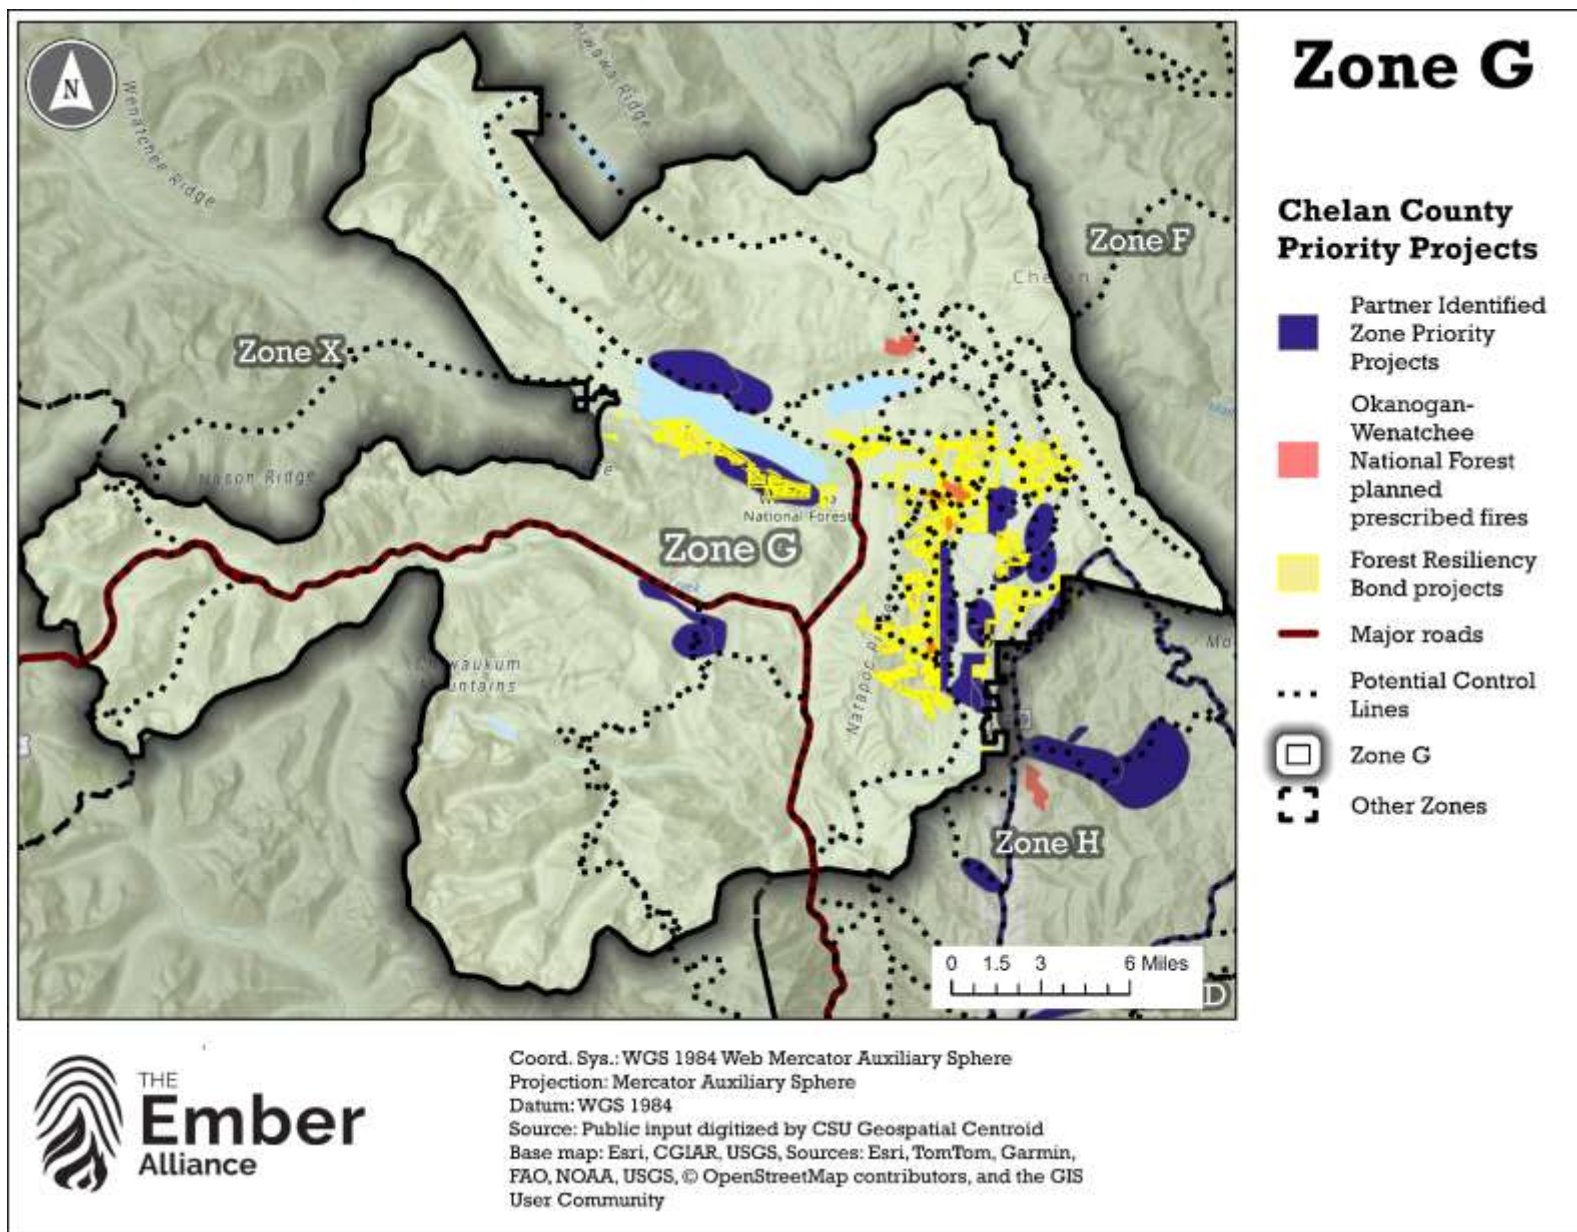 Zone G
N
Wenatchee Ridge
Zone F
Chelan
Zone X
Nason Ridge
National Forest
Zone G
Natapoc
Zone H
0 1.5 3 6 Miles
D
Chelan County
Priority Projects
Partner Identified
Zone Priority
Projects
Okanogan-
Wenatchee
National Forest
planned
prescribed fires
Forest Resiliency
Bond projects
Major roads
Potential Control
Lines
Zone G
Other Zones
THE
Ember
Alliance
Coord. Sys.: WGS 1984 Web Mercator Auxiliary Sphere
Projection: Mercator Auxiliary Sphere
Datum: WGS 1984
Source: Public input digitized by CSU Geospatial Centroid
Base map: Esri, CGIAR, USGS, Sources: Esri, TomTom, Garmin,
FAO, NOAA, USGS, © OpenStreetMap contributors, and the GIS
User Community